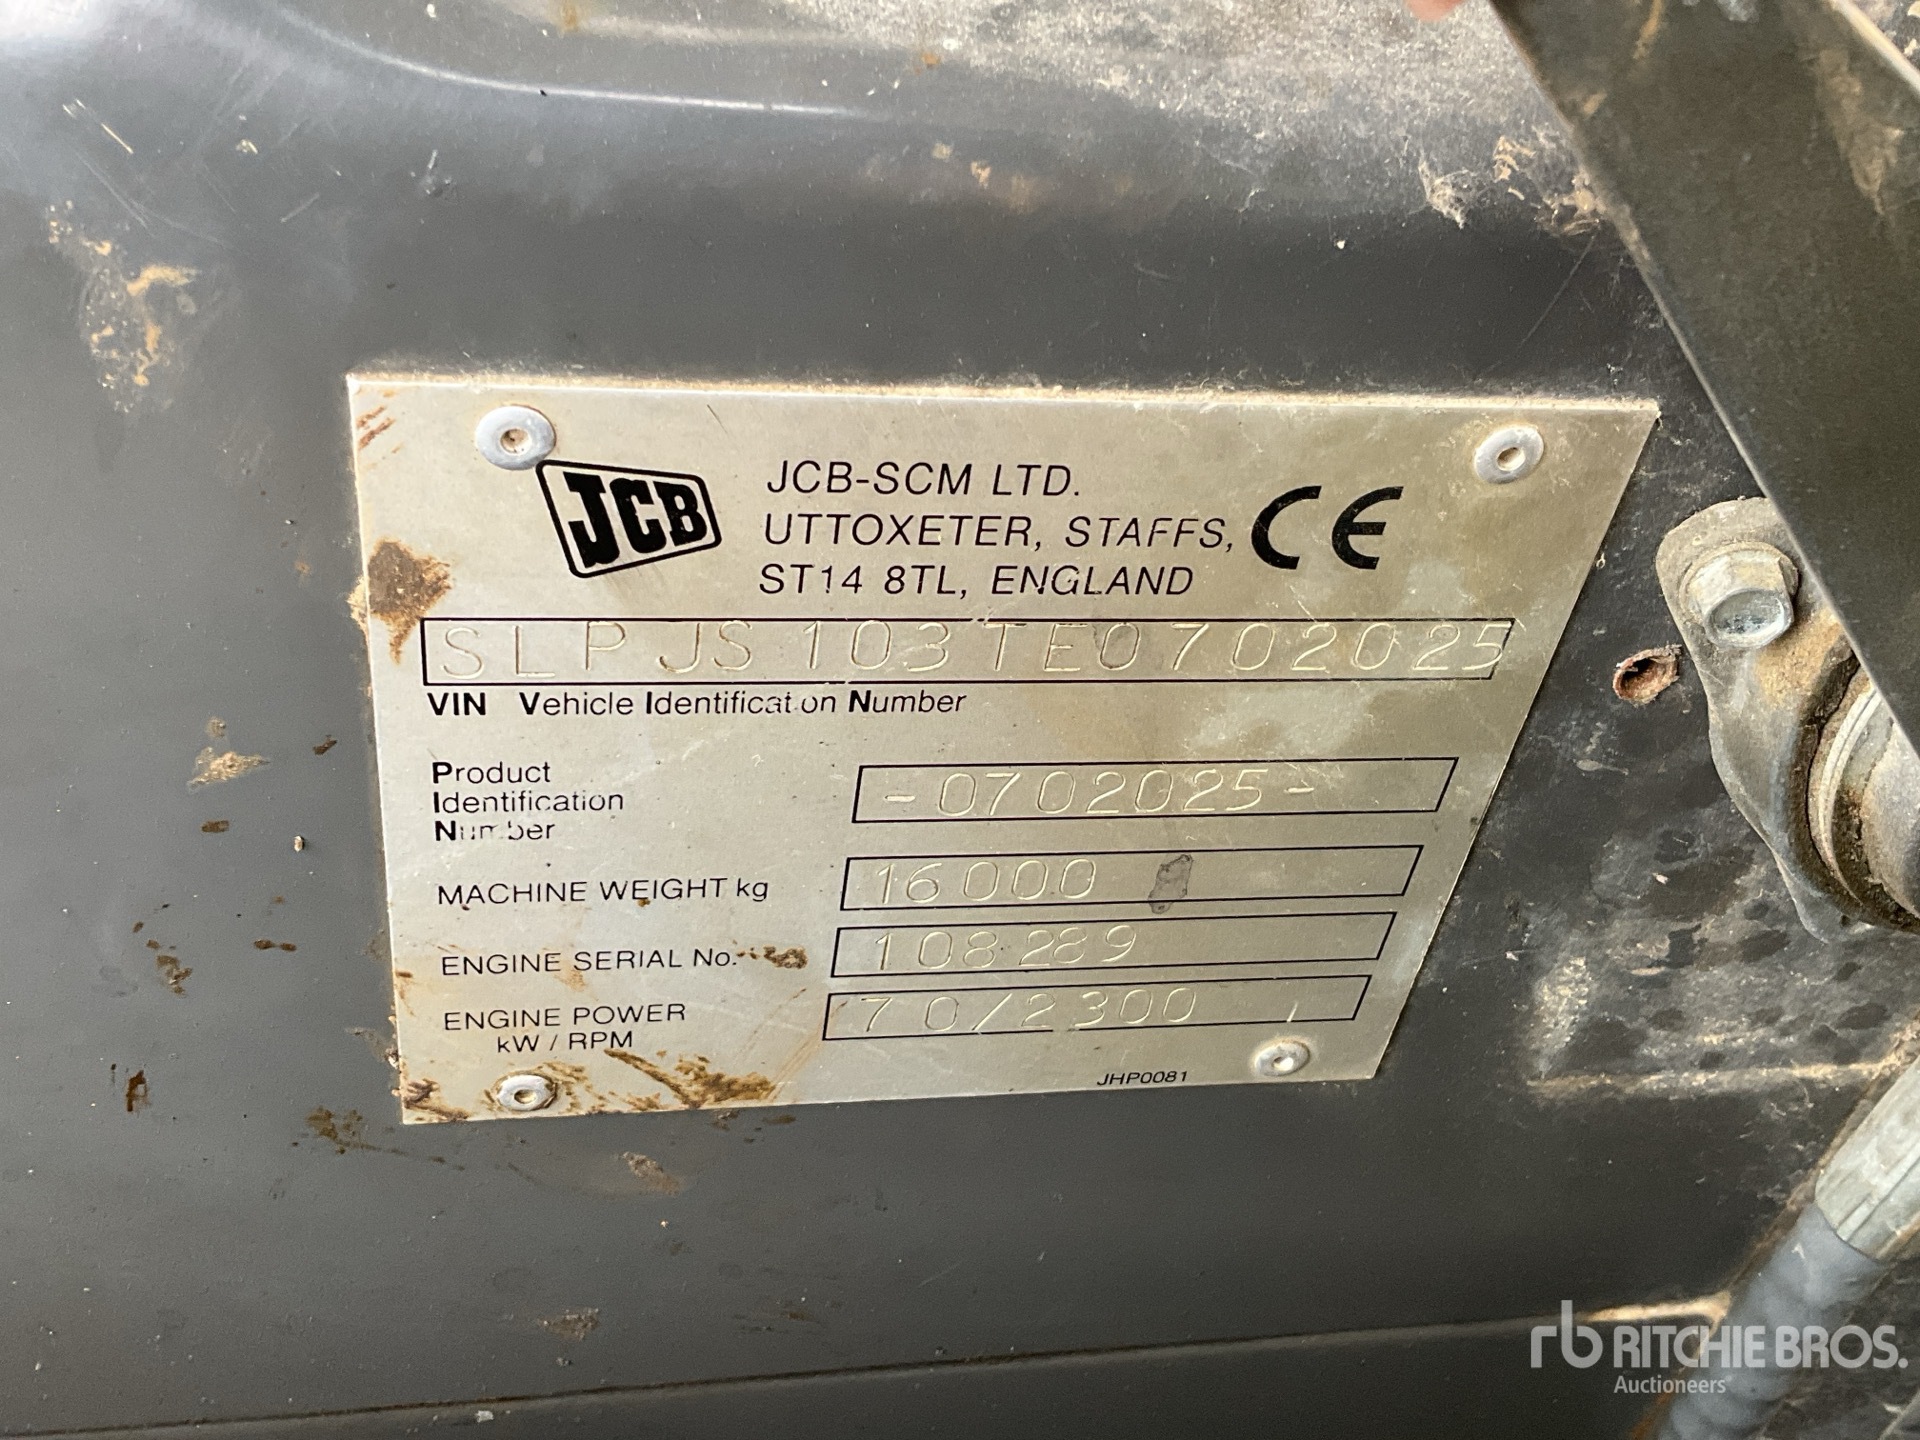 JCB
JCB-SCM LTD.
UTTOXETER, STAFFS,
ST14 8TL, ENGLAND
CE
SLPJS103TE0702025
VIN Vehicle Identification Number
Product
Identification
Number
-0702025-
MACHINE WEIGHT kg
16000
ENGINE SERIAL No.
108289
ENGINE POWER
kW / RPM
70/2300
JHP0081
rb RITCHIE BROS.
Auctioneers